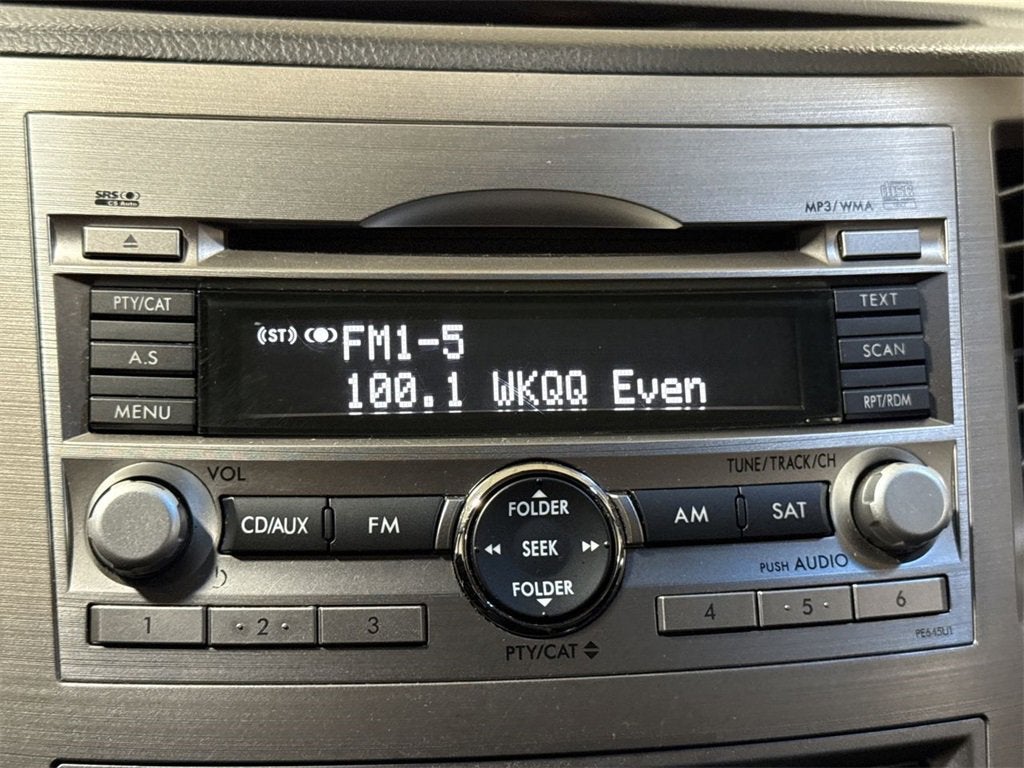 SRS
CS Auto
MP3/WMA
disc
PTY/CAT
TEXT
(ST) FM1-5
A.S
SCAN
100.1 WKQQ Even
MENU
RPT/RDM
VOL
TUNE/TRACK/CH
CD/AUX
FM
FOLDER
SEEK
FOLDER
AM
SAT
PUSH AUDIO
1
2
3
4
5
6
PTY/CAT
PE645U1